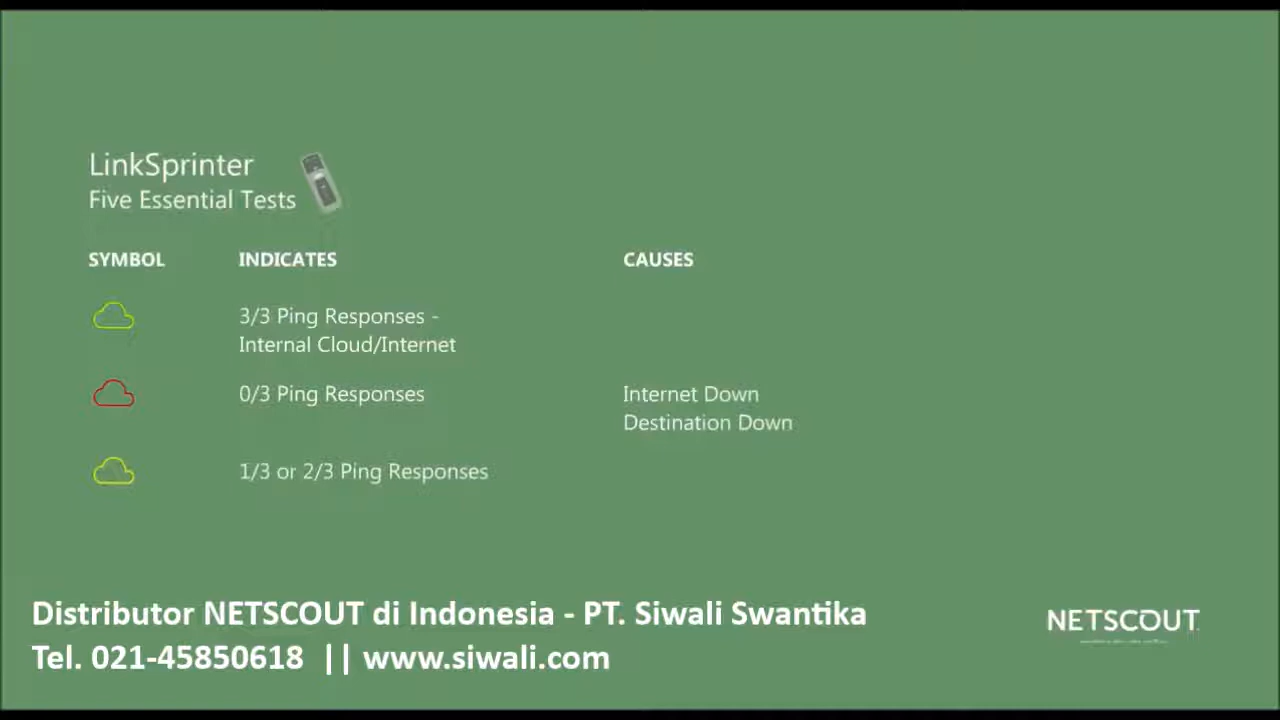 LinkSprinter
Five Essential Tests
SYMBOL INDICATES CAUSES
3/3 Ping Responses -
Internal Cloud/Internet
0/3 Ping Responses Internet Down
Destination Down
1/3 or 2/3 Ping Responses
Distributor NETSCOUT di Indonesia - PT. Siwali Swantika
Tel. 021-45850618 || www.siwali.com
NETSCOUT